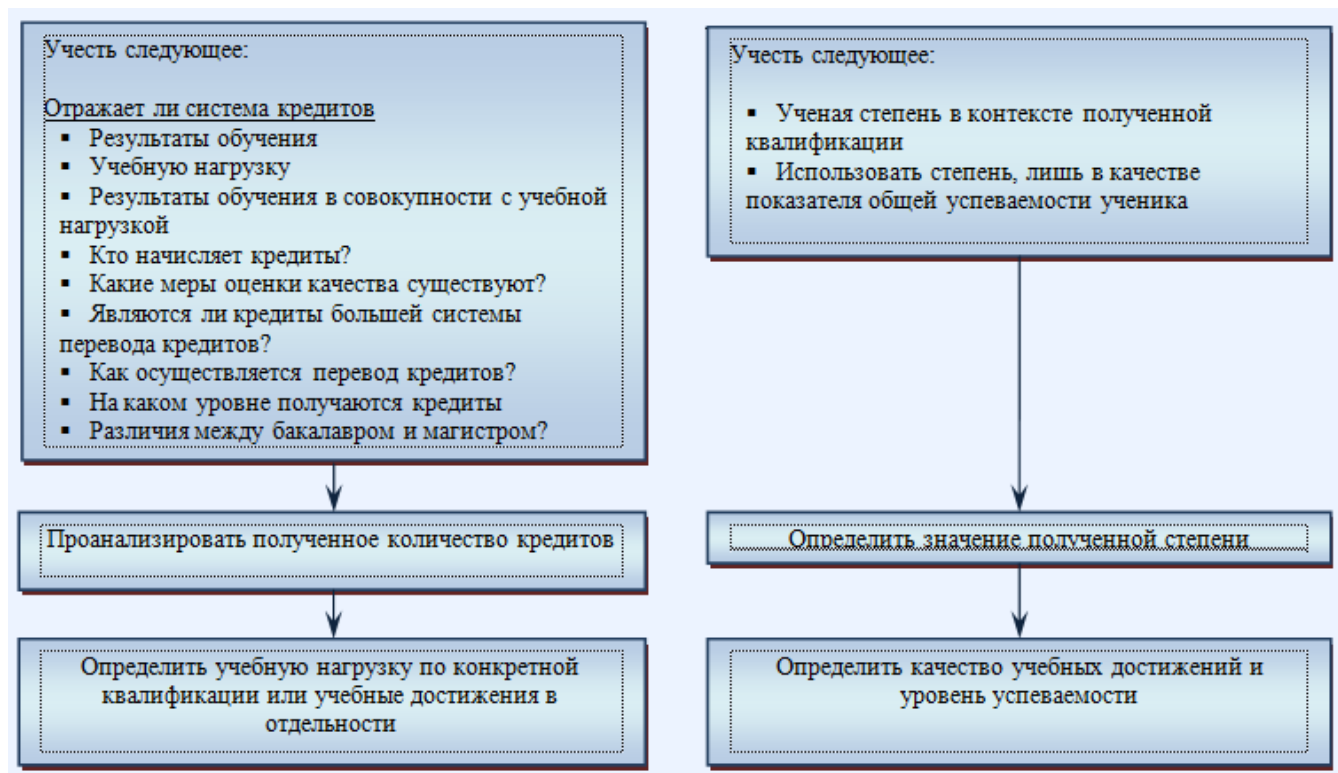 Учесть следующее:
Отражает ли система кредитов
▪ Результаты обучения
▪ Учебную нагрузку
▪ Результаты обучения в совокупности с учебной
нагрузкой
▪ Кто начисляет кредиты?
▪ Какие меры оценки качества существуют?
▪ Являются ли кредиты большей системы
перевода кредитов?
▪ Как осуществляется перевод кредитов?
▪ На каком уровне получаются кредиты
▪ Различия между бакалавром и магистром?
Проанализировать полученное количество кредитов
Определить учебную нагрузку по конкретной
квалификации или учебные достижения в
отдельности
Учесть следующее:
▪ Ученая степень в контексте полученной
квалификации
▪ Использовать степень, лишь в качестве
показателя общей успеваемости ученика
Определить значение полученной степени
Определить качество учебных достижений и
уровень успеваемости